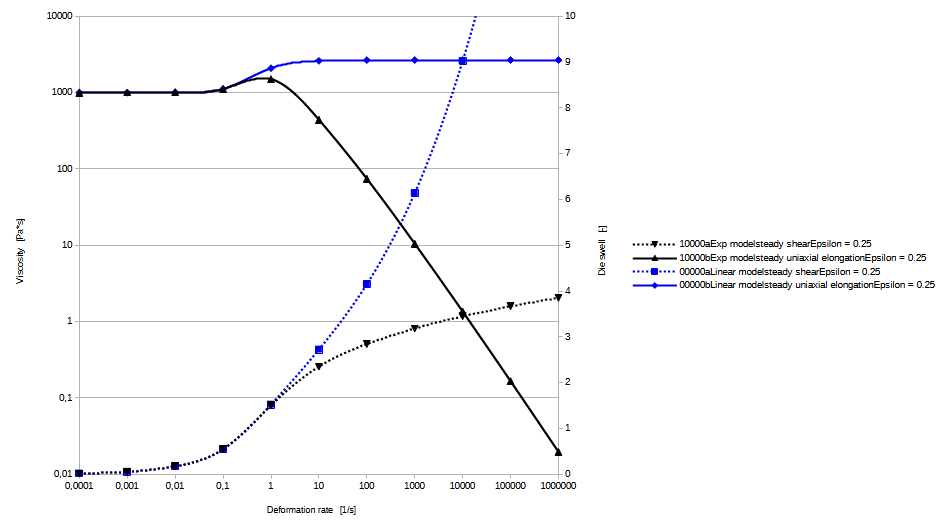 10000
1000
100
10
1
0,1
0,01
10
9
8
7
6
5
4
3
2
1
0
0,0001 0,001 0,01 0,1 1 10 100 1000 10000 100000 1000000
Viscosity [Pa*s]
Die swell [-]
Deformation rate [1/s]
10000aExp modelsteady shearEpsilon = 0.25
10000bExp modelsteady uniaxial elongationEpsilon = 0.25
00000aLinear modelsteady shearEpsilon = 0.25
00000bLinear modelsteady uniaxial elongationEpsilon = 0.25